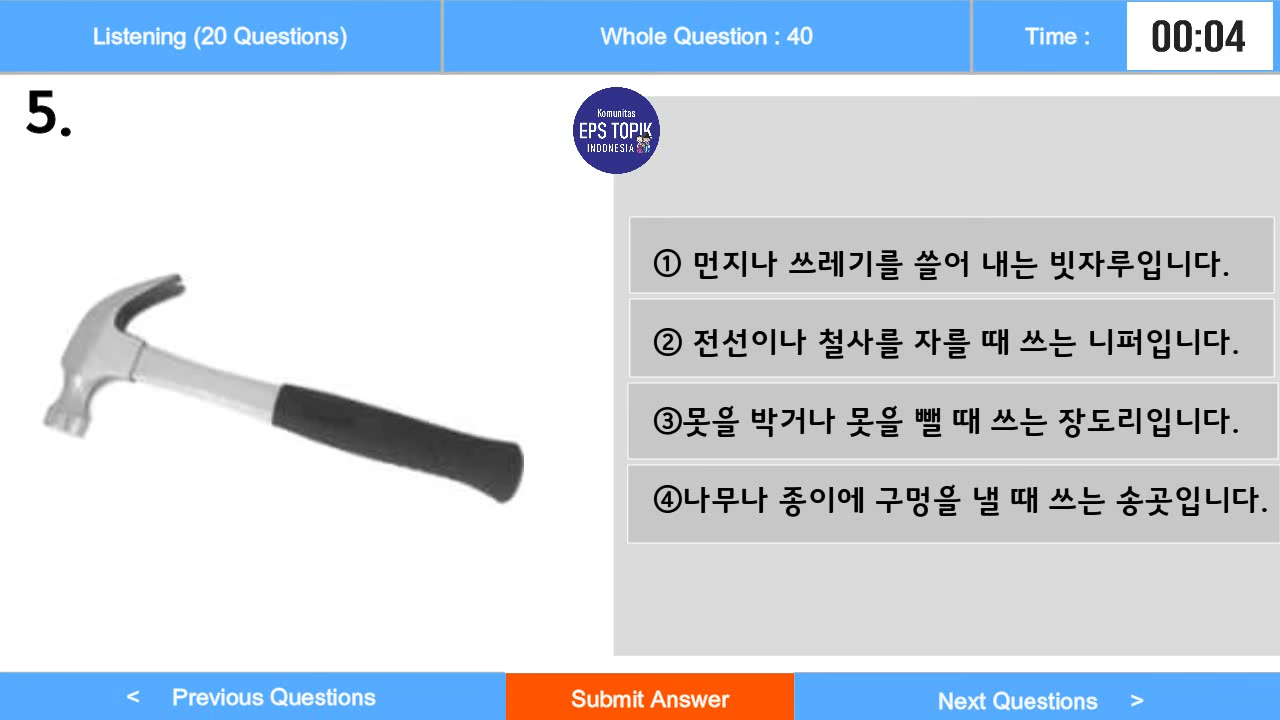 Listening (20 Questions)
Whole Question : 40
Time :
00:04
5.
Komunitas
EPS TOPIK
INDONESIA
① 먼지나 쓰레기를 쓸어 내는 빗자루입니다.
② 전선이나 철사를 자를 때 쓰는 니퍼입니다.
③못을 박거나 못을 뺄 때 쓰는 장도리입니다.
④나무나 종이에 구멍을 낼 때 쓰는 송곳입니다.
< Previous Questions
Submit Answer
Next Questions >